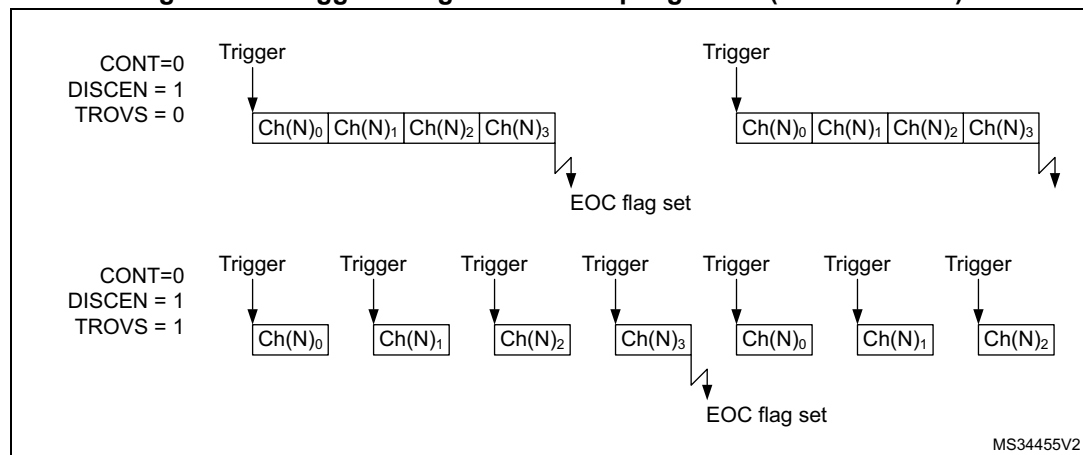 Trigger Trigger
CONT=0
DISCEN = 1
TROVS = 0
Ch(N)₀ Ch(N)₁ Ch(N)₂ Ch(N)₃ Ch(N)₀ Ch(N)₁ Ch(N)₂ Ch(N)₃
EOC flag set
Trigger Trigger Trigger Trigger Trigger Trigger Trigger
CONT=0
DISCEN = 1
TROVS = 1
Ch(N)₀ Ch(N)₁ Ch(N)₂ Ch(N)₃ Ch(N)₀ Ch(N)₁ Ch(N)₂
EOC flag set
MS34455V2